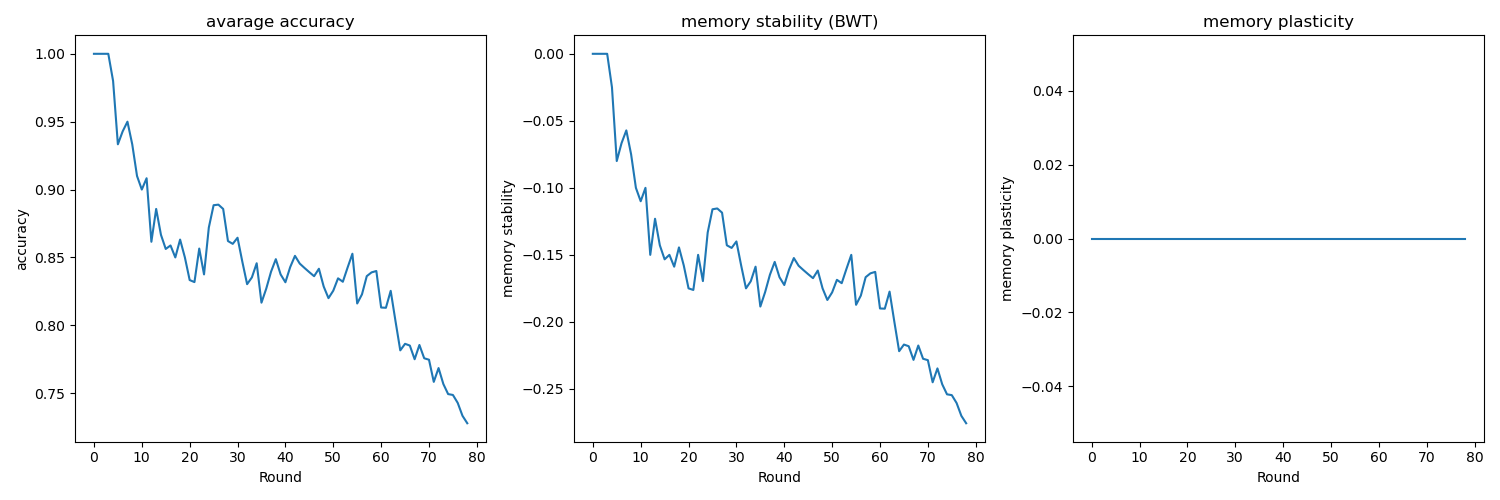 avarage accuracy
1.00
0.95
0.90
0.85
0.80
0.75
accuracy
0 10 20 30 40 50 60 70 80
Round
memory stability (BWT)
0.00
−0.05
−0.10
−0.15
−0.20
−0.25
memory stability
0 10 20 30 40 50 60 70 80
Round
memory plasticity
0.04
0.02
0.00
−0.02
−0.04
memory plasticity
0 10 20 30 40 50 60 70 80
Round